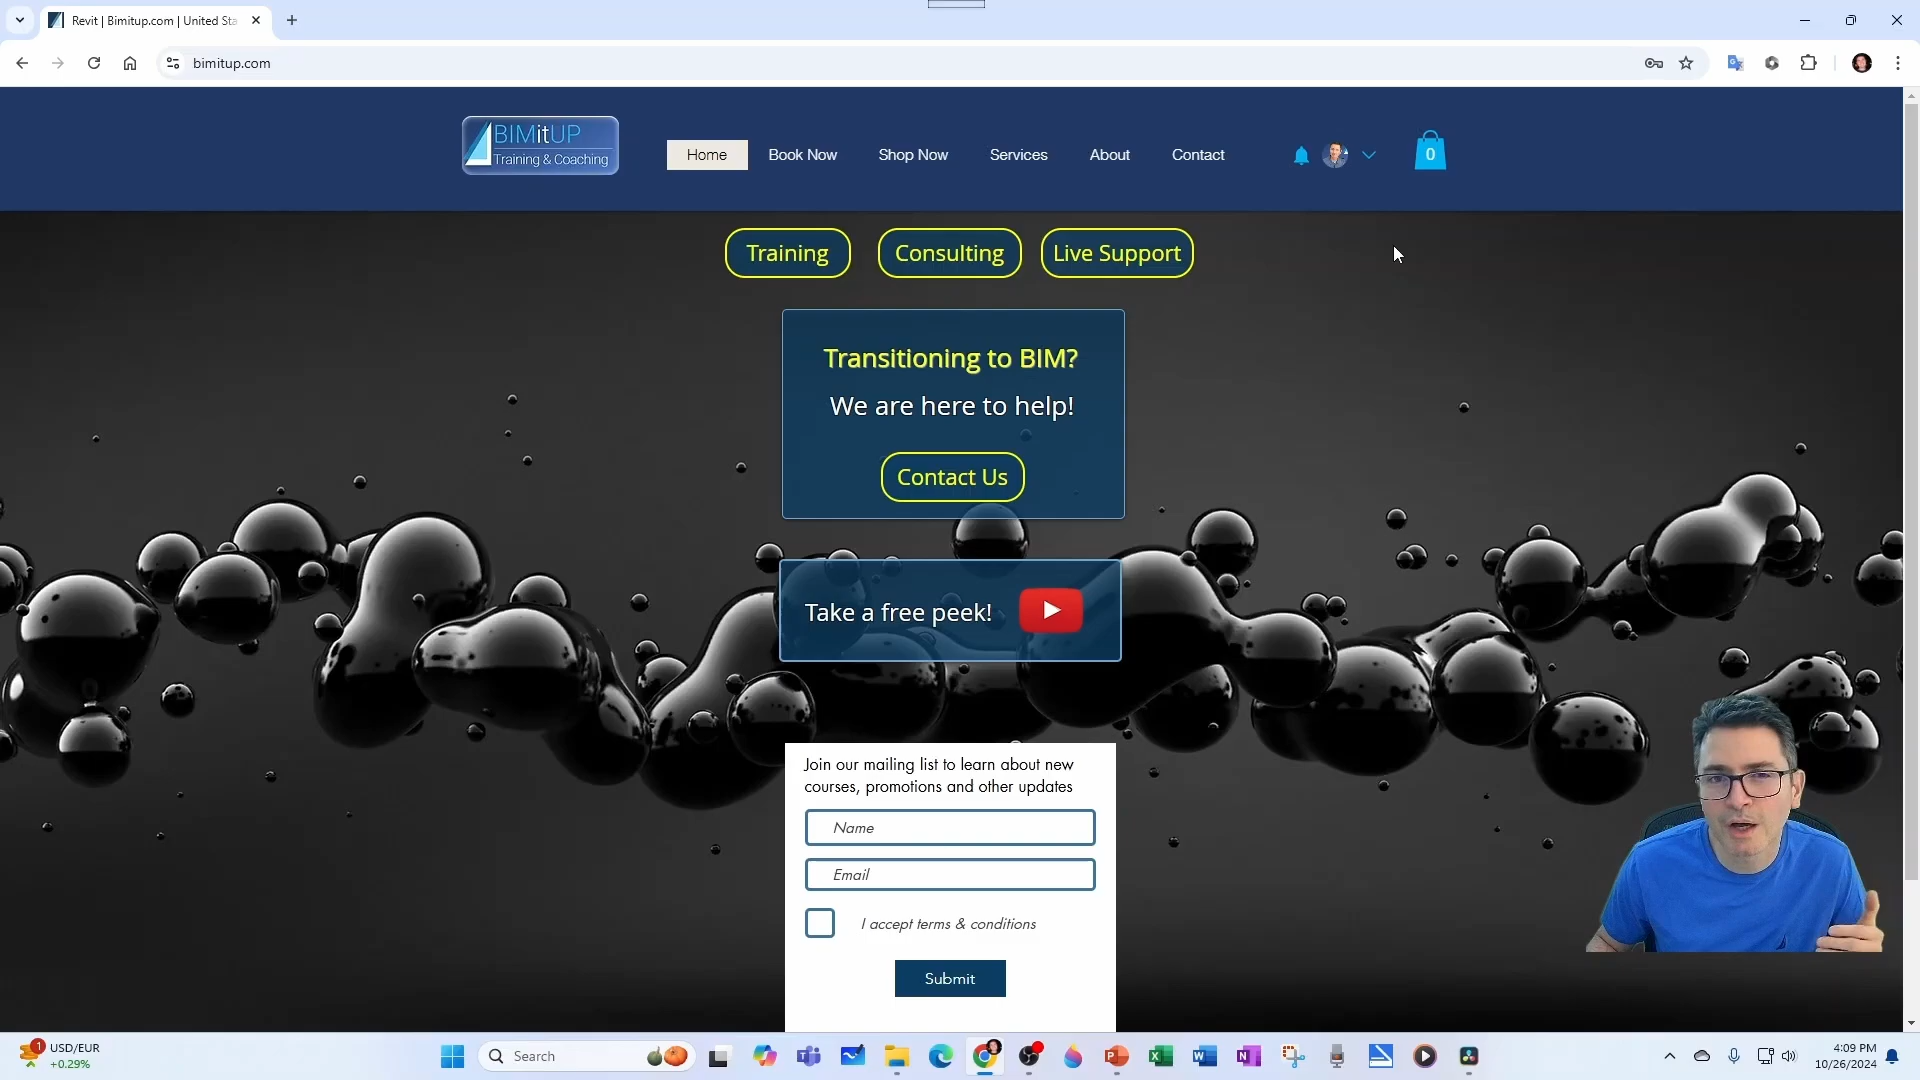 Revit | Bimitup.com | United Sta
bimitup.com
BIMitUP
Training & Coaching
Home
Book Now
Shop Now
Services
About
Contact
0
Training
Consulting
Live Support
Transitioning to BIM?
We are here to help!
Contact Us
Take a free peek!
Join our mailing list to learn about new
courses, promotions and other updates
Name
Email
I accept terms & conditions
Submit
1
USD/EUR
+0.29%
Search
4:09 PM
10/26/2024